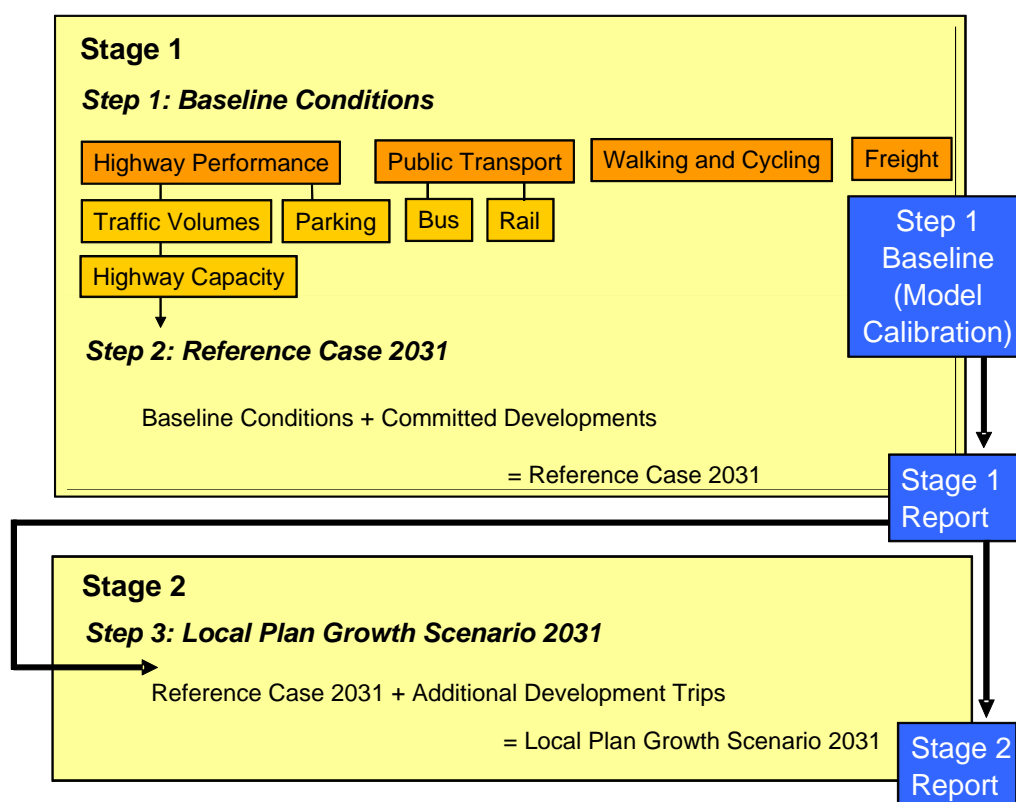 Stage 1
Step 1: Baseline Conditions
Highway Performance
Public Transport
Walking and Cycling
Freight
Traffic Volumes
Parking
Bus
Rail
Highway Capacity
Step 1
Baseline
(Model
Calibration)
Step 2: Reference Case 2031
Baseline Conditions + Committed Developments
= Reference Case 2031
Stage 1
Report
Stage 2
Step 3: Local Plan Growth Scenario 2031
Reference Case 2031 + Additional Development Trips
= Local Plan Growth Scenario 2031
Stage 2
Report